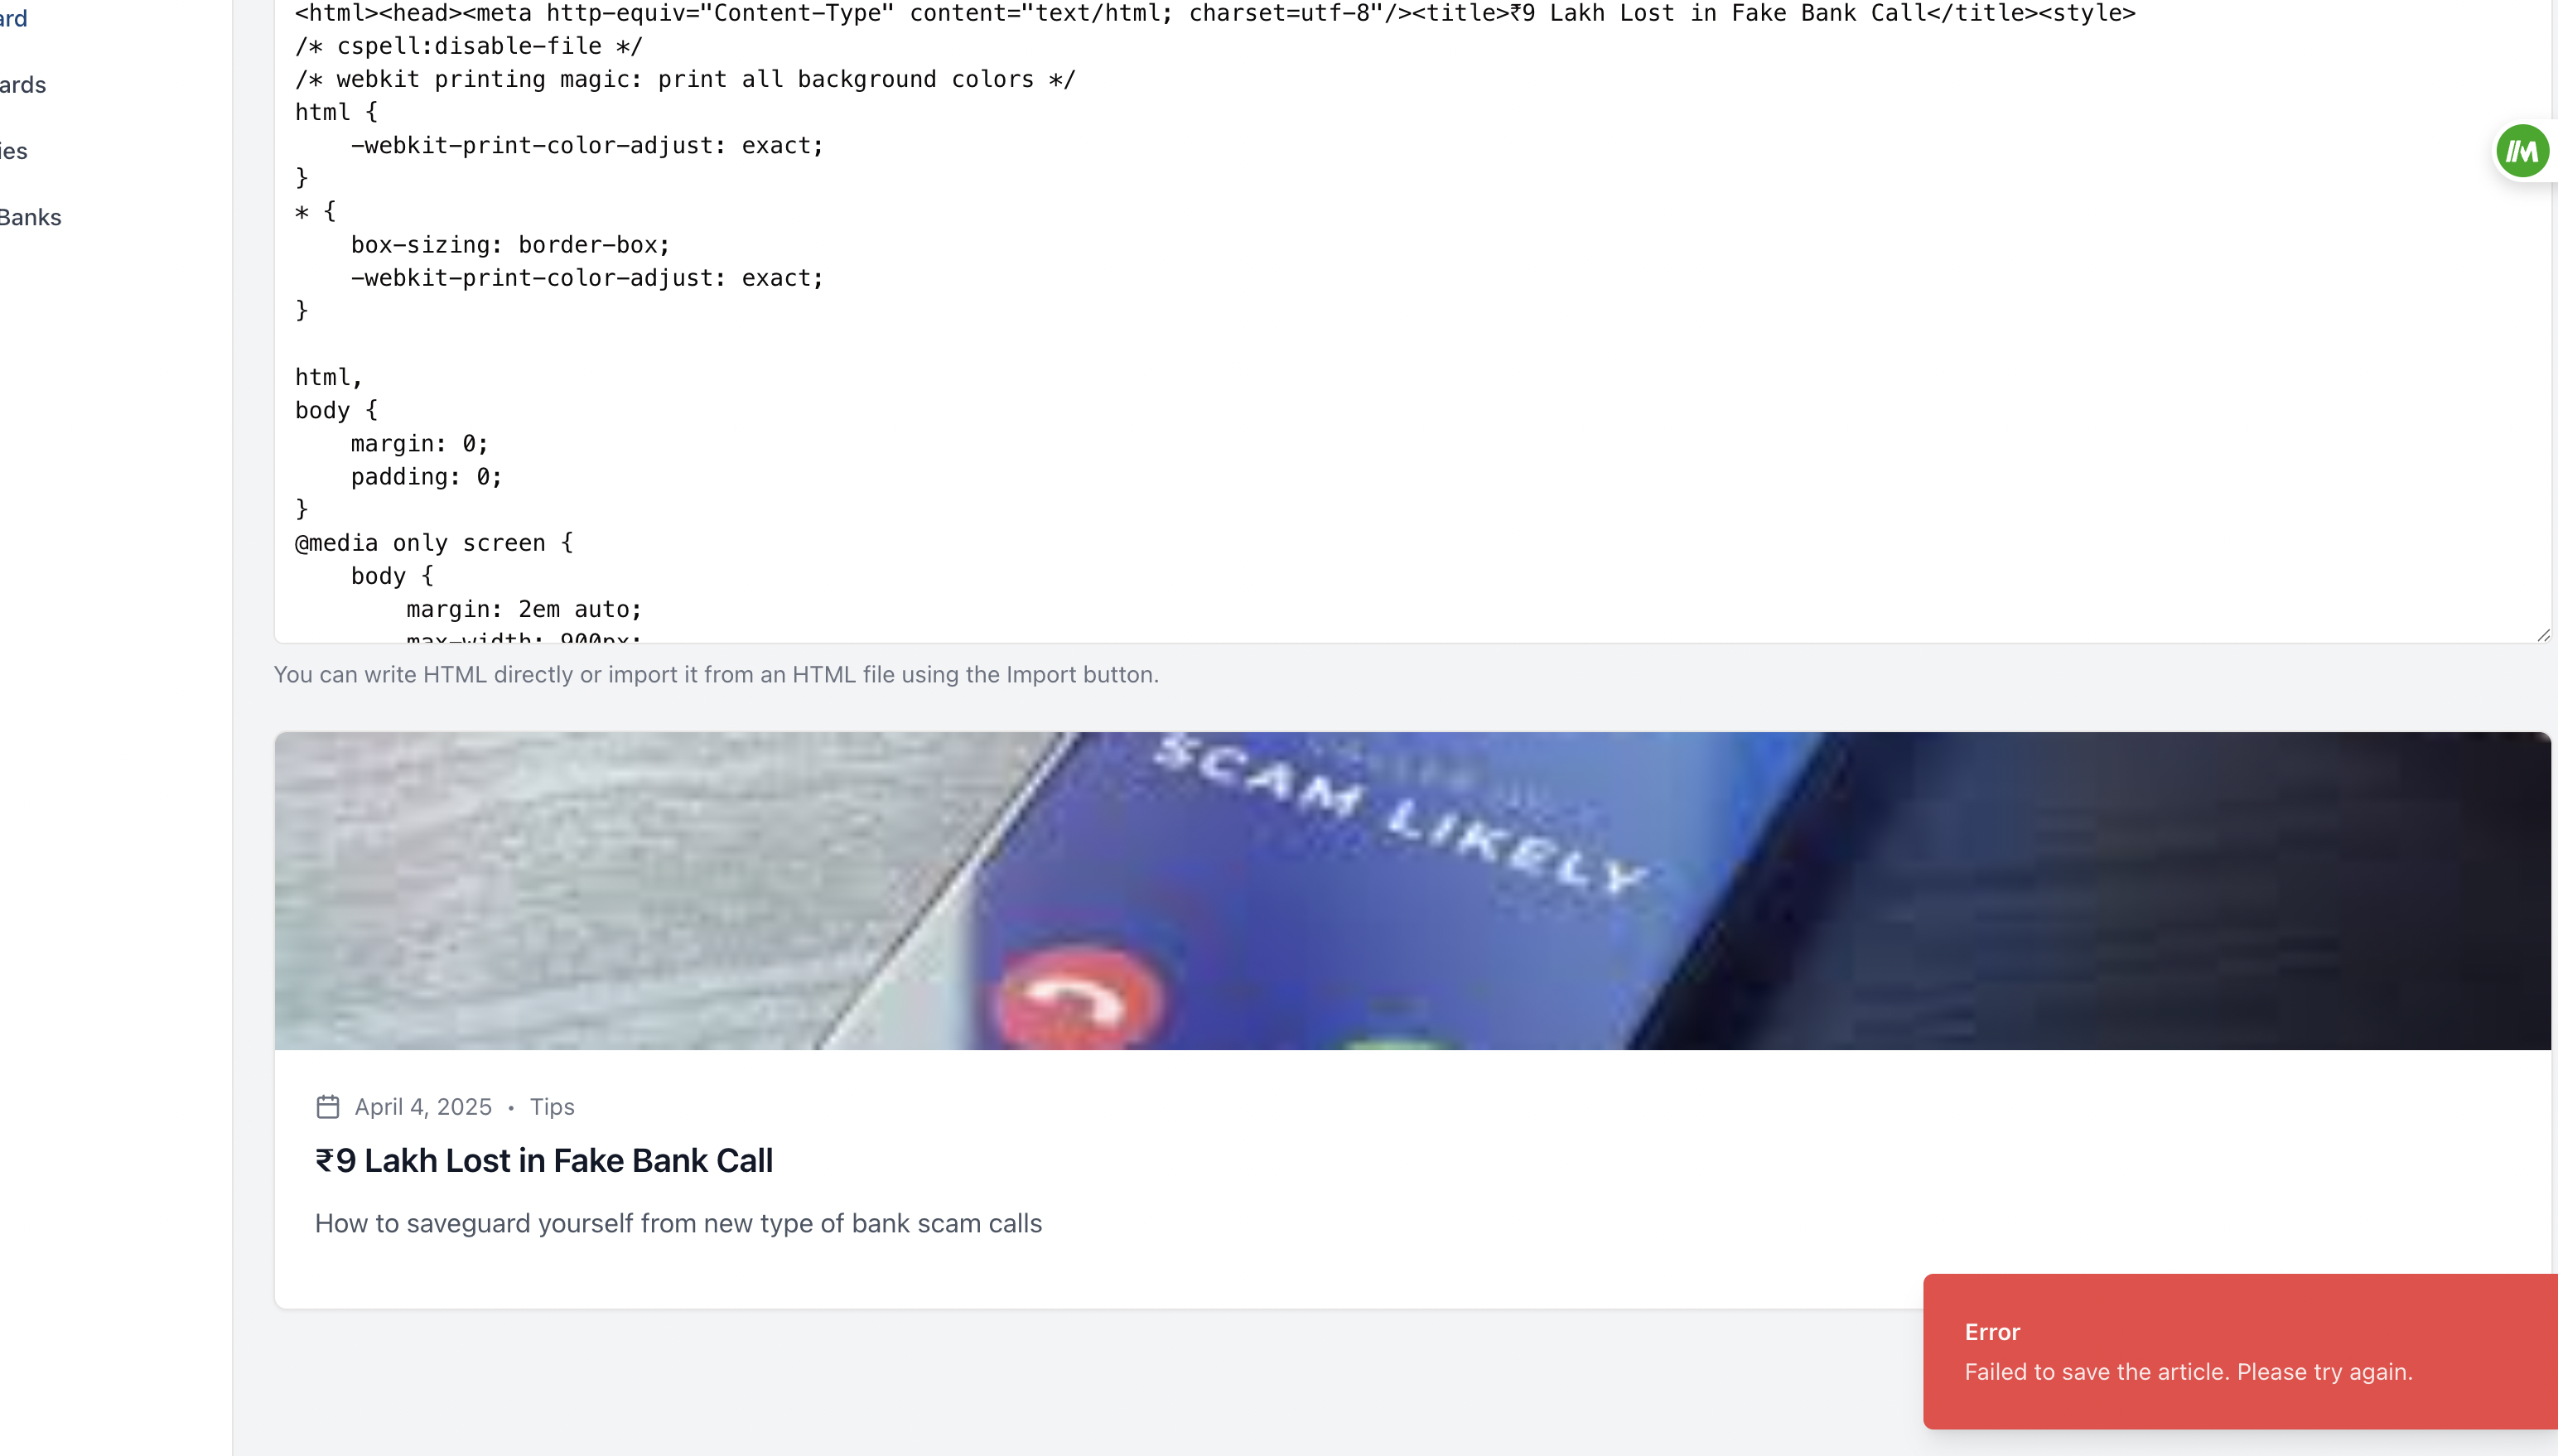 ard
ards
ies
Banks
<html><head><meta http-equiv="Content-Type" content="text/html; charset=utf-8"/><title>₹9 Lakh Lost in Fake Bank Call</title><style>
/* cspell:disable-file */
/* webkit printing magic: print all background colors */
html {
    -webkit-print-color-adjust: exact;
}
* {
    box-sizing: border-box;
    -webkit-print-color-adjust: exact;
}

html,
body {
    margin: 0;
    padding: 0;
}
@media only screen {
    body {
        margin: 2em auto;
        max-width: 900px;
You can write HTML directly or import it from an HTML file using the Import button.
SCAM LIKELY
April 4, 2025 • Tips
₹9 Lakh Lost in Fake Bank Call
How to saveguard yourself from new type of bank scam calls
Error
Failed to save the article. Please try again.